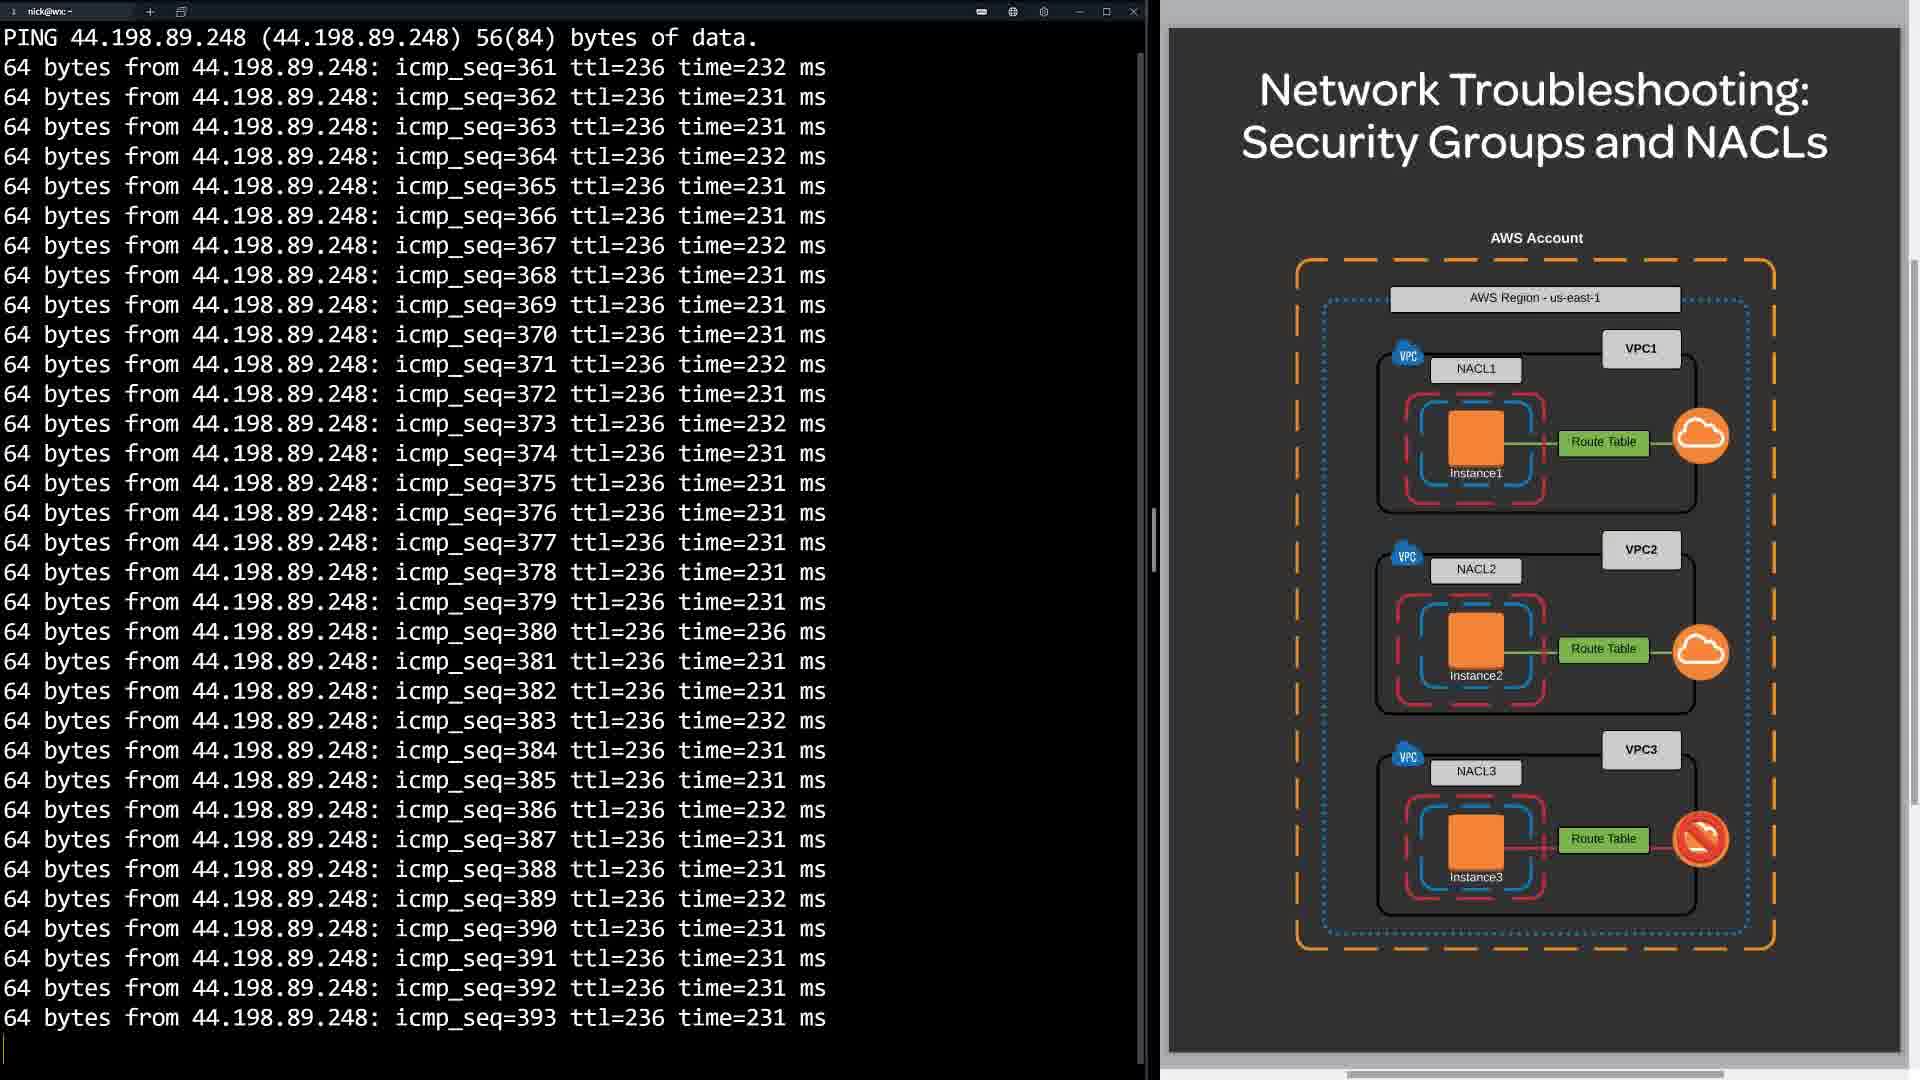 1 nick@wx: ~
PING 44.198.89.248 (44.198.89.248) 56(84) bytes of data.
64 bytes from 44.198.89.248: icmp_seq=361 ttl=236 time=232 ms
64 bytes from 44.198.89.248: icmp_seq=362 ttl=236 time=231 ms
64 bytes from 44.198.89.248: icmp_seq=363 ttl=236 time=231 ms
64 bytes from 44.198.89.248: icmp_seq=364 ttl=236 time=232 ms
64 bytes from 44.198.89.248: icmp_seq=365 ttl=236 time=231 ms
64 bytes from 44.198.89.248: icmp_seq=366 ttl=236 time=231 ms
64 bytes from 44.198.89.248: icmp_seq=367 ttl=236 time=232 ms
64 bytes from 44.198.89.248: icmp_seq=368 ttl=236 time=231 ms
64 bytes from 44.198.89.248: icmp_seq=369 ttl=236 time=231 ms
64 bytes from 44.198.89.248: icmp_seq=370 ttl=236 time=231 ms
64 bytes from 44.198.89.248: icmp_seq=371 ttl=236 time=232 ms
64 bytes from 44.198.89.248: icmp_seq=372 ttl=236 time=231 ms
64 bytes from 44.198.89.248: icmp_seq=373 ttl=236 time=232 ms
64 bytes from 44.198.89.248: icmp_seq=374 ttl=236 time=231 ms
64 bytes from 44.198.89.248: icmp_seq=375 ttl=236 time=231 ms
64 bytes from 44.198.89.248: icmp_seq=376 ttl=236 time=231 ms
64 bytes from 44.198.89.248: icmp_seq=377 ttl=236 time=231 ms
64 bytes from 44.198.89.248: icmp_seq=378 ttl=236 time=231 ms
64 bytes from 44.198.89.248: icmp_seq=379 ttl=236 time=231 ms
64 bytes from 44.198.89.248: icmp_seq=380 ttl=236 time=236 ms
64 bytes from 44.198.89.248: icmp_seq=381 ttl=236 time=231 ms
64 bytes from 44.198.89.248: icmp_seq=382 ttl=236 time=231 ms
64 bytes from 44.198.89.248: icmp_seq=383 ttl=236 time=232 ms
64 bytes from 44.198.89.248: icmp_seq=384 ttl=236 time=231 ms
64 bytes from 44.198.89.248: icmp_seq=385 ttl=236 time=231 ms
64 bytes from 44.198.89.248: icmp_seq=386 ttl=236 time=232 ms
64 bytes from 44.198.89.248: icmp_seq=387 ttl=236 time=231 ms
64 bytes from 44.198.89.248: icmp_seq=388 ttl=236 time=231 ms
64 bytes from 44.198.89.248: icmp_seq=389 ttl=236 time=232 ms
64 bytes from 44.198.89.248: icmp_seq=390 ttl=236 time=231 ms
64 bytes from 44.198.89.248: icmp_seq=391 ttl=236 time=231 ms
64 bytes from 44.198.89.248: icmp_seq=392 ttl=236 time=231 ms
64 bytes from 44.198.89.248: icmp_seq=393 ttl=236 time=231 ms
Network Troubleshooting:
Security Groups and NACLs
AWS Account
AWS Region - us-east-1
VPC
VPC1
NACL1
Route Table
Instance1
VPC
VPC2
NACL2
Route Table
Instance2
VPC
VPC3
NACL3
Route Table
Instance3